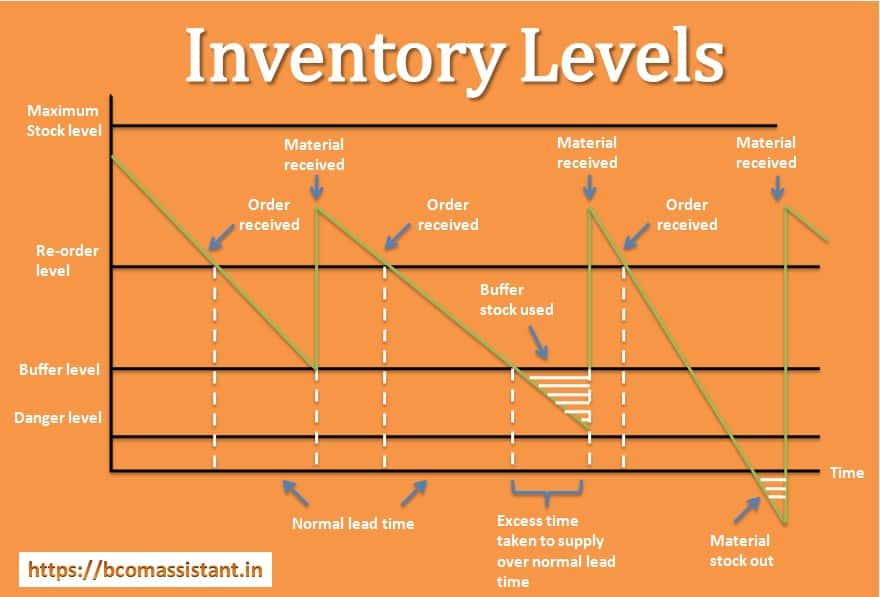 Inventory Levels
Maximum
Stock level
Material
received
Material
received
Material
received
Order
received
Order
received
Order
received
Re-order
level
Buffer
stock used
Buffer level
Danger level
Time
Normal lead time
Excess time
taken to supply
over normal lead
time
Material
stock out
https://bcomassistant.in